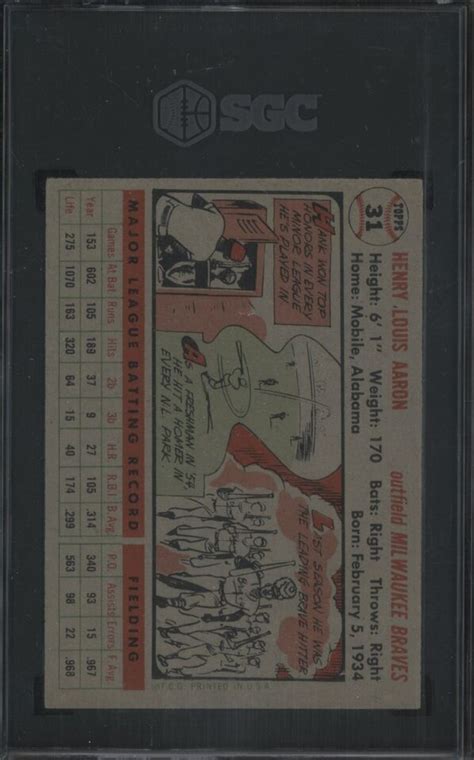 SGC
TOPPS
31
HENRY LOUIS AARON outfield MILWAUKEE BRAVES
Height: 6' 1" Weight: 170 Bats: Right Throws: Right
Home: Mobile, Alabama Born: February 5, 1934
HANK WON TOP
HONORS IN EVERY
MINOR LEAGUE
HE'S PLAYED IN
AS A FRESHMAN IN '54,
HE HIT A HOMER IN
EVERY N.L. PARK
LAST SEASON HE WAS
THE LEADING BRAVE HITTER
MAJOR LEAGUE BATTING RECORD FIELDING
Games At Bat Runs Hits 2b 3b H.R. R.B.I. B. Avg. P.O. Assists Errors F. Avg.
Year 153 602 105 189 37 9 27 105 .314 340 93 15 .967
Life 275 1070 163 320 64 15 40 174 .299 563 98 22 .968
T.C.G. PRINTED IN U.S.A.